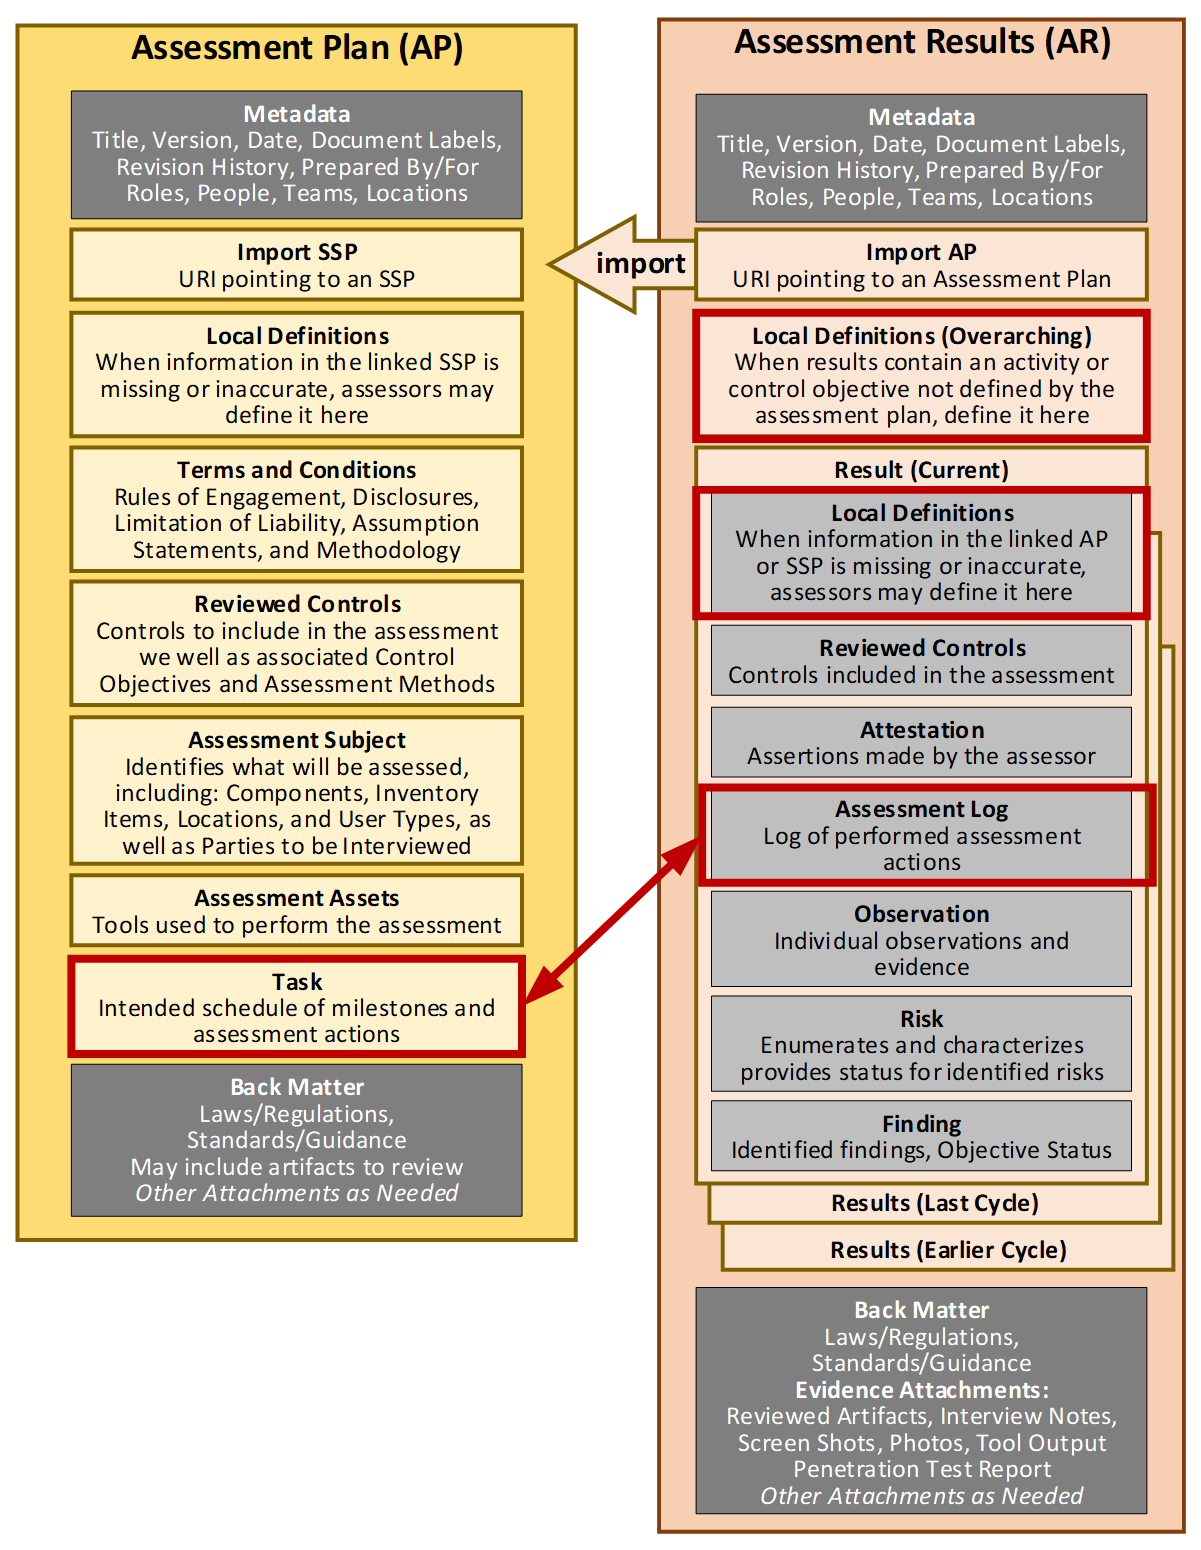 Assessment Plan (AP)
Metadata
Title, Version, Date, Document Labels,
Revision History, Prepared By/For
Roles, People, Teams, Locations
Import SSP
URI pointing to an SSP
Local Definitions
When information in the linked SSP is
missing or inaccurate, assessors may
define it here
Terms and Conditions
Rules of Engagement, Disclosures,
Limitation of Liability, Assumption
Statements, and Methodology
Reviewed Controls
Controls to include in the assessment
we well as associated Control
Objectives and Assessment Methods
Assessment Subject
Identifies what will be assessed,
including: Components, Inventory
Items, Locations, and User Types, as
well as Parties to be Interviewed
Assessment Assets
Tools used to perform the assessment
Task
Intended schedule of milestones and
assessment actions
Back Matter
Laws/Regulations,
Standards/Guidance
May include artifacts to review
Other Attachments as Needed
import
Assessment Results (AR)
Metadata
Title, Version, Date, Document Labels,
Revision History, Prepared By/For
Roles, People, Teams, Locations
Import AP
URI pointing to an Assessment Plan
Local Definitions (Overarching)
When results contain an activity or
control objective not defined by the
assessment plan, define it here
Result (Current)
Local Definitions
When information in the linked AP
or SSP is missing or inaccurate,
assessors may define it here
Reviewed Controls
Controls included in the assessment
Attestation
Assertions made by the assessor
Assessment Log
Log of performed assessment
actions
Observation
Individual observations and
evidence
Risk
Enumerates and characterizes
provides status for identified risks
Finding
Identified findings, Objective Status
Results (Last Cycle)
Results (Earlier Cycle)
Back Matter
Laws/Regulations,
Standards/Guidance
Evidence Attachments:
Reviewed Artifacts, Interview Notes,
Screen Shots, Photos, Tool Output
Penetration Test Report
Other Attachments as Needed